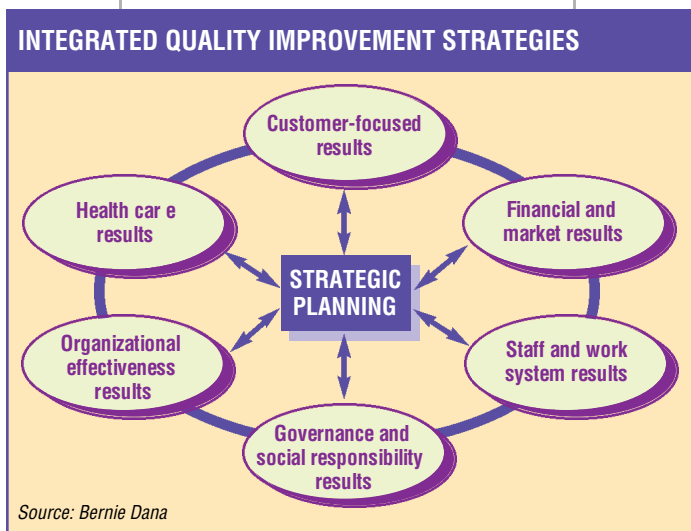 INTEGRATED QUALITY IMPROVEMENT STRATEGIES
Customer-focused
results
Health car e
results
Financial and
market results
STRATEGIC
PLANNING
Organizational
effectiveness
results
Staff and work
system results
Governance and
social responsibility
results
Source: Bernie Dana